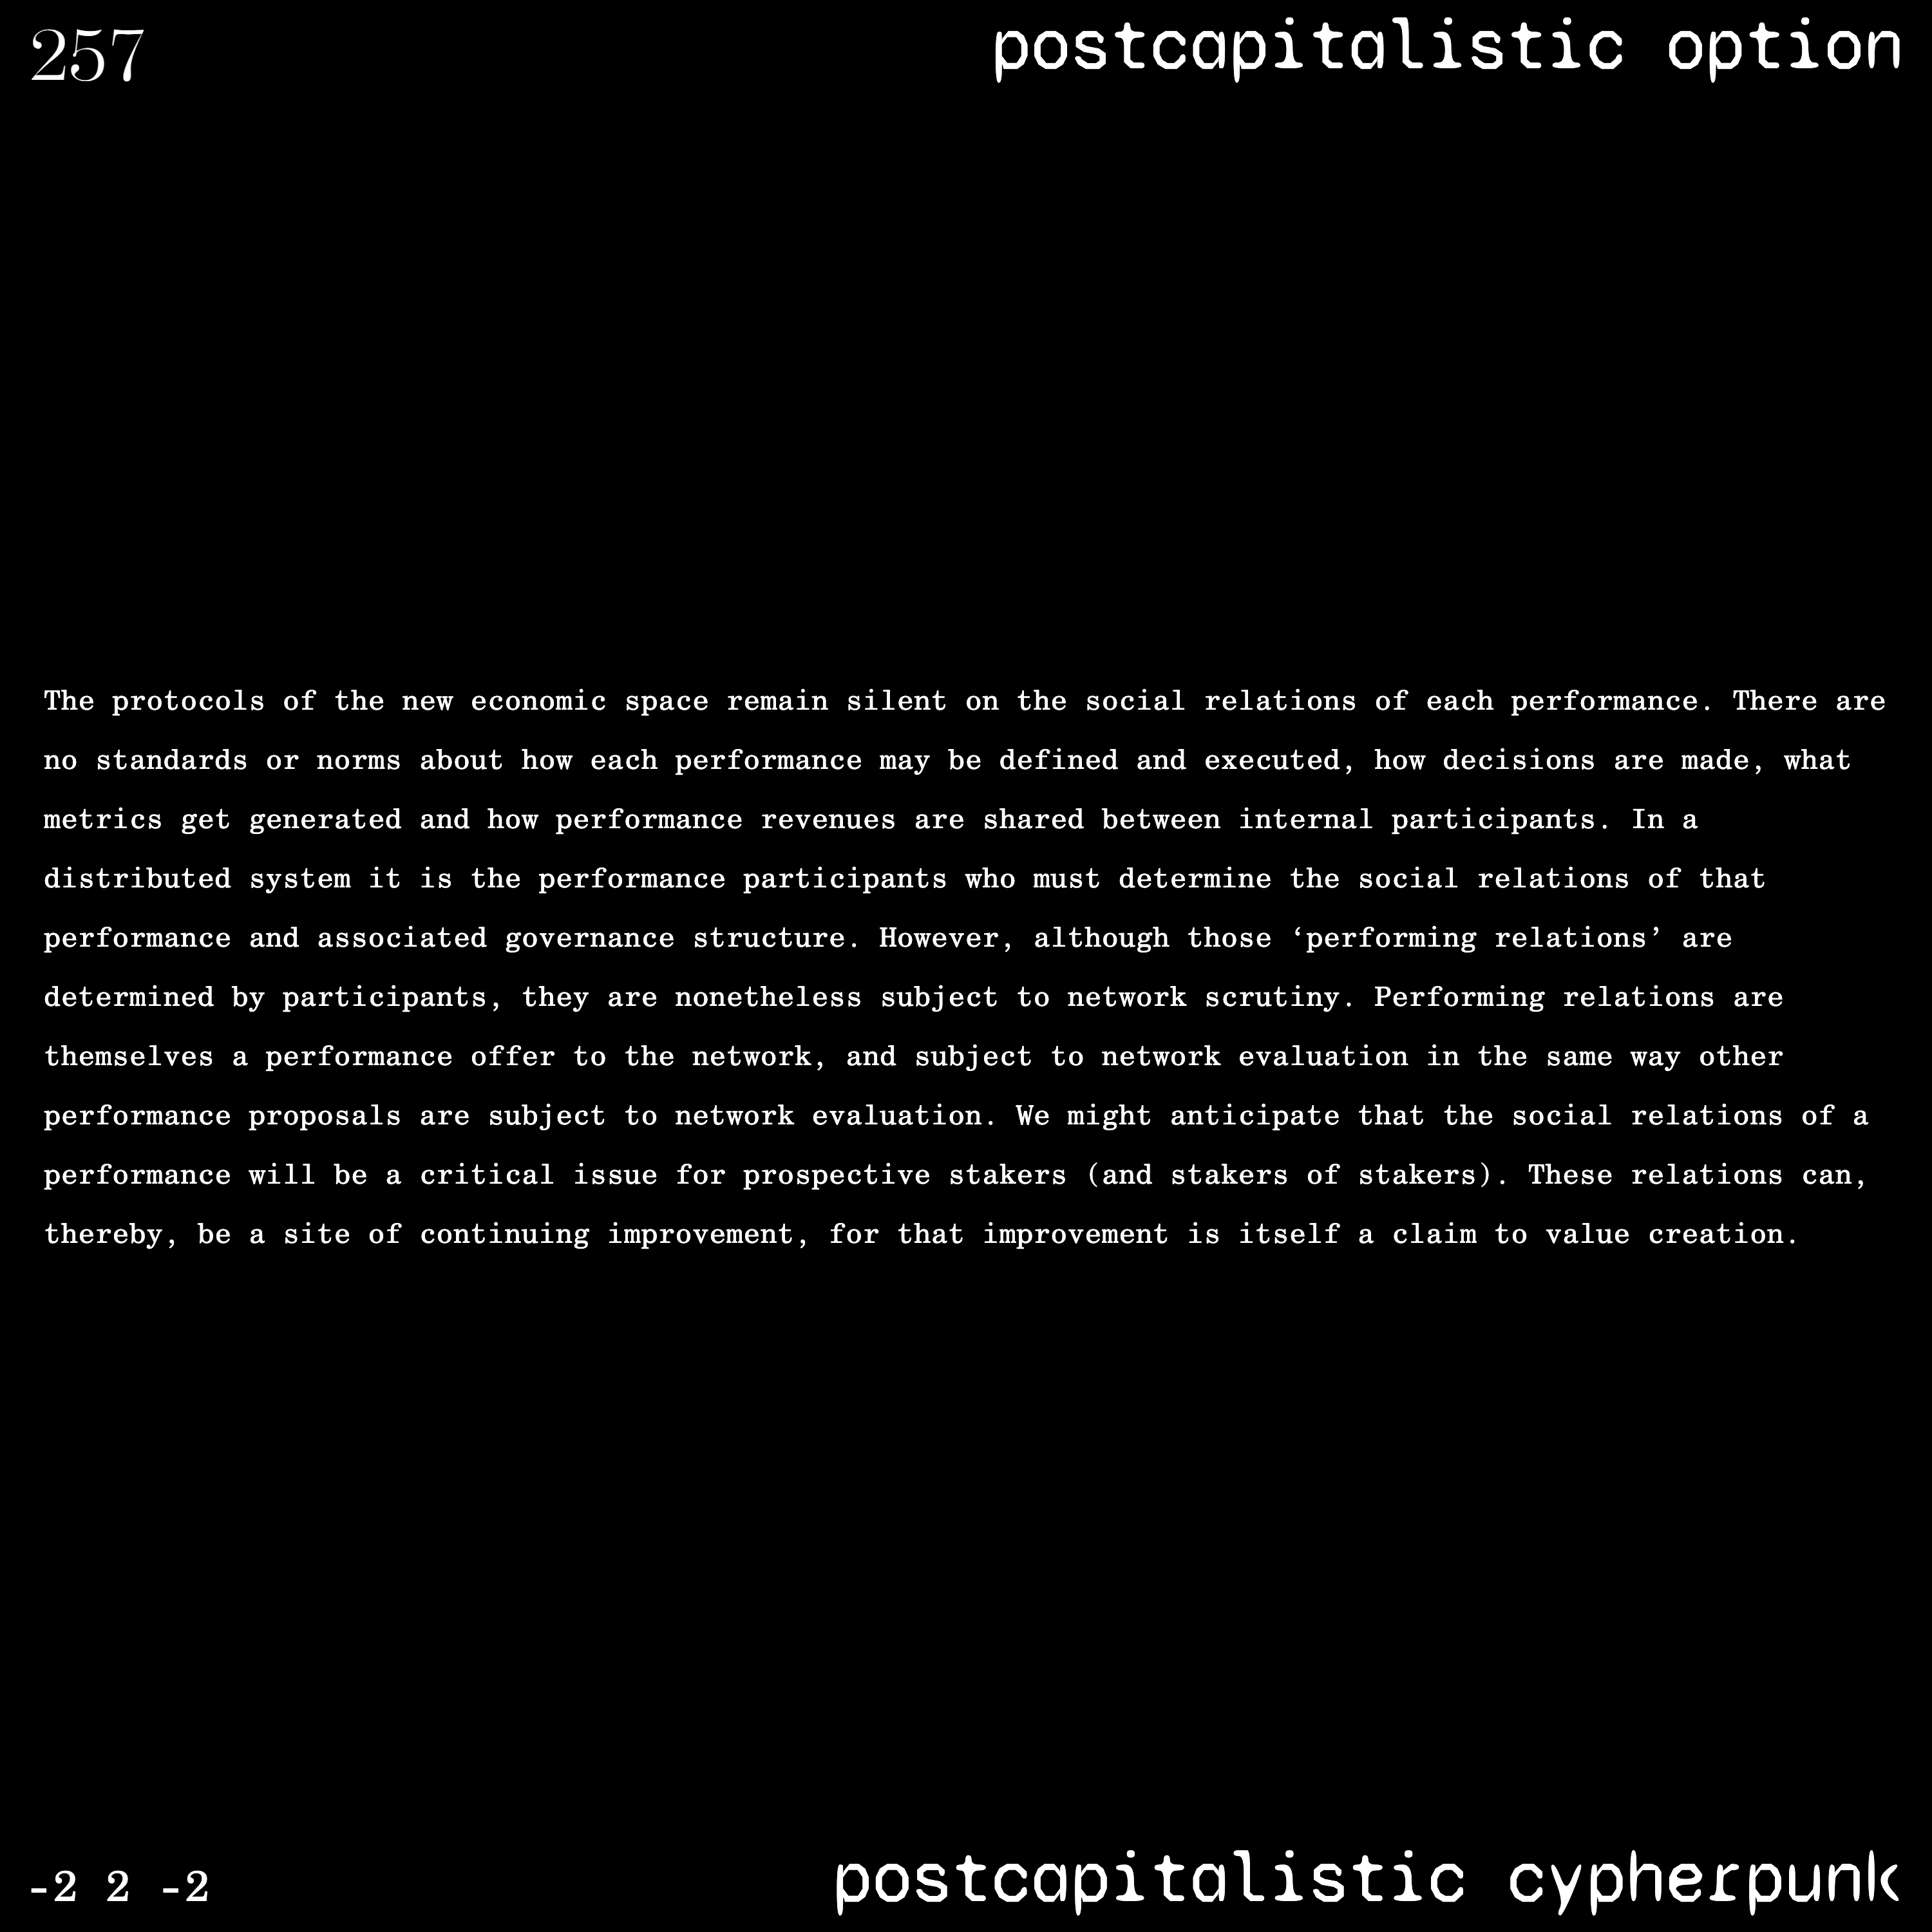 257
postcapitalistic option
The protocols of the new economic space remain silent on the social relations of each performance. There are
no standards or norms about how each performance may be defined and executed, how decisions are made, what
metrics get generated and how performance revenues are shared between internal participants. In a
distributed system it is the performance participants who must determine the social relations of that
performance and associated governance structure. However, although those ‘performing relations’ are
determined by participants, they are nonetheless subject to network scrutiny. Performing relations are
themselves a performance offer to the network, and subject to network evaluation in the same way other
performance proposals are subject to network evaluation. We might anticipate that the social relations of a
performance will be a critical issue for prospective stakers (and stakers of stakers). These relations can,
thereby, be a site of continuing improvement, for that improvement is itself a claim to value creation.
-2 2 -2
postcapitalistic cypherpunk